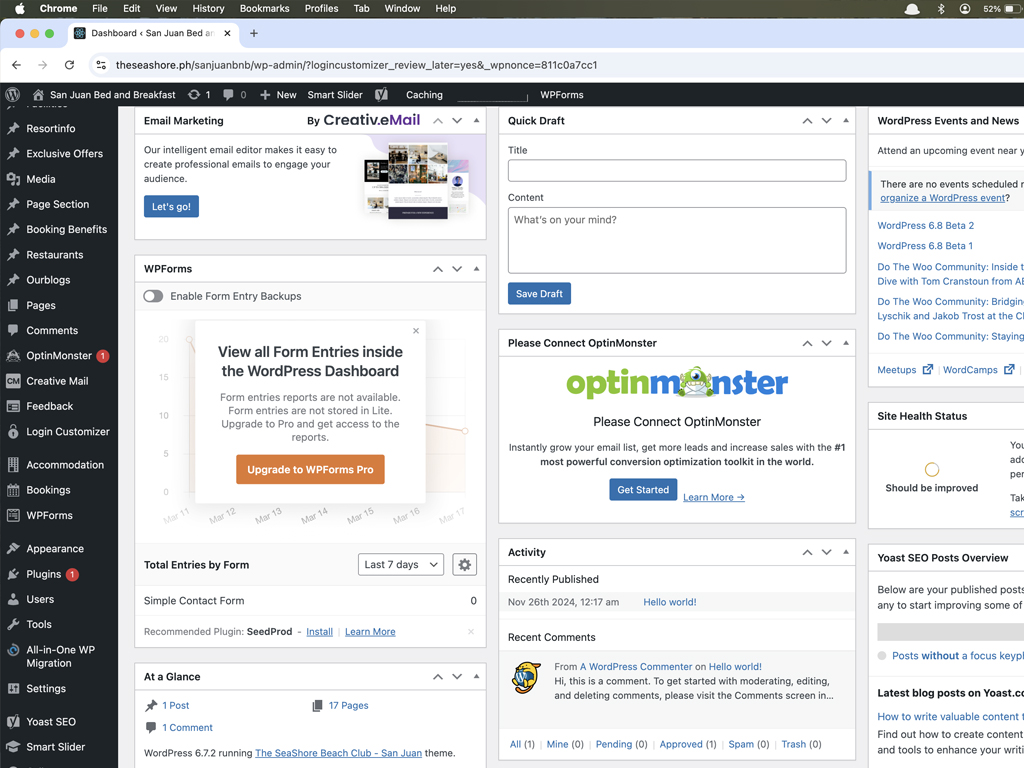 Chrome File Edit View History Bookmarks Profiles Tab Window Help 52%
Dashboard ‹ San Juan Bed an
theseashore.ph/sanjuanbnb/wp-admin/?logincustomizer_review_later=yes&_wpnonce=811c0a7cc1
San Juan Bed and Breakfast 1 0 New Smart Slider Caching WPForms
Resortinfo
Exclusive Offers
Media
Page Section
Booking Benefits
Restaurants
Ourblogs
Pages
Comments
OptinMonster 1
Creative Mail
Feedback
Login Customizer
Accommodation
Bookings
WPForms
Appearance
Plugins 1
Users
Tools
All-in-One WP
Migration
Settings
Yoast SEO
Smart Slider
Email Marketing By Creativ.eMail
Our intelligent email editor makes it easy to
create professional emails to engage your
audience.
Let's go!
WPForms
Enable Form Entry Backups
20
15
10
5
0
View all Form Entries inside
the WordPress Dashboard
Form entries reports are not available.
Form entries are not stored in Lite.
Upgrade to Pro and get access to the
reports.
Upgrade to WPForms Pro
Mar 11 Mar 12 Mar 13 Mar 14 Mar 15 Mar 16 Mar 17
Total Entries by Form Last 7 days
Simple Contact Form 0
Recommended Plugin: SeedProd - Install | Learn More
At a Glance
1 Post 17 Pages
1 Comment
WordPress 6.7.2 running The SeaShore Beach Club - San Juan theme.
Quick Draft
Title
Content
What's on your mind?
Save Draft
Please Connect OptinMonster
optinmonster
Please Connect OptinMonster
Instantly grow your email list, get more leads and increase sales with the #1
most powerful conversion optimization toolkit in the world.
Get Started Learn More →
Activity
Recently Published
Nov 26th 2024, 12:17 am Hello world!
Recent Comments
From A WordPress Commenter on Hello world!
Hi, this is a comment. To get started with moderating, editing,
and deleting comments, please visit the Comments screen in…
All (1) | Mine (0) | Pending (0) | Approved (1) | Spam (0) | Trash (0)
WordPress Events and News
Attend an upcoming event near y
There are no events scheduled n
organize a WordPress event?
WordPress 6.8 Beta 2
WordPress 6.8 Beta 1
Do The Woo Community: Inside t
Dive with Tom Cranstoun from AE
Do The Woo Community: Bridging
Lyschik and Jakob Trost at the Cl
Do The Woo Community: Staying
Meetups | WordCamps |
Site Health Status
Should be improved
You
add
per
Tak
scr
Yoast SEO Posts Overview
Below are your published posts
any to start improving some of
Posts without a focus keyph
Latest blog posts on Yoast.co
How to write valuable content t
Find out how to create content
and tools to enhance your writi